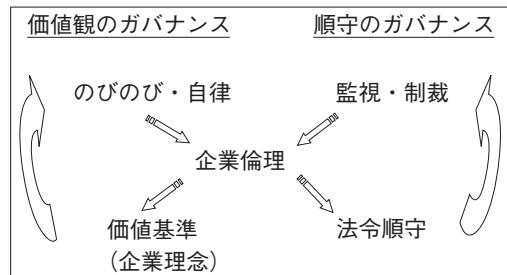 価値観のガバナンス 順守のガバナンス
のびのび・自律 監視・制裁
企業倫理
価値基準 法令順守
(企業理念)